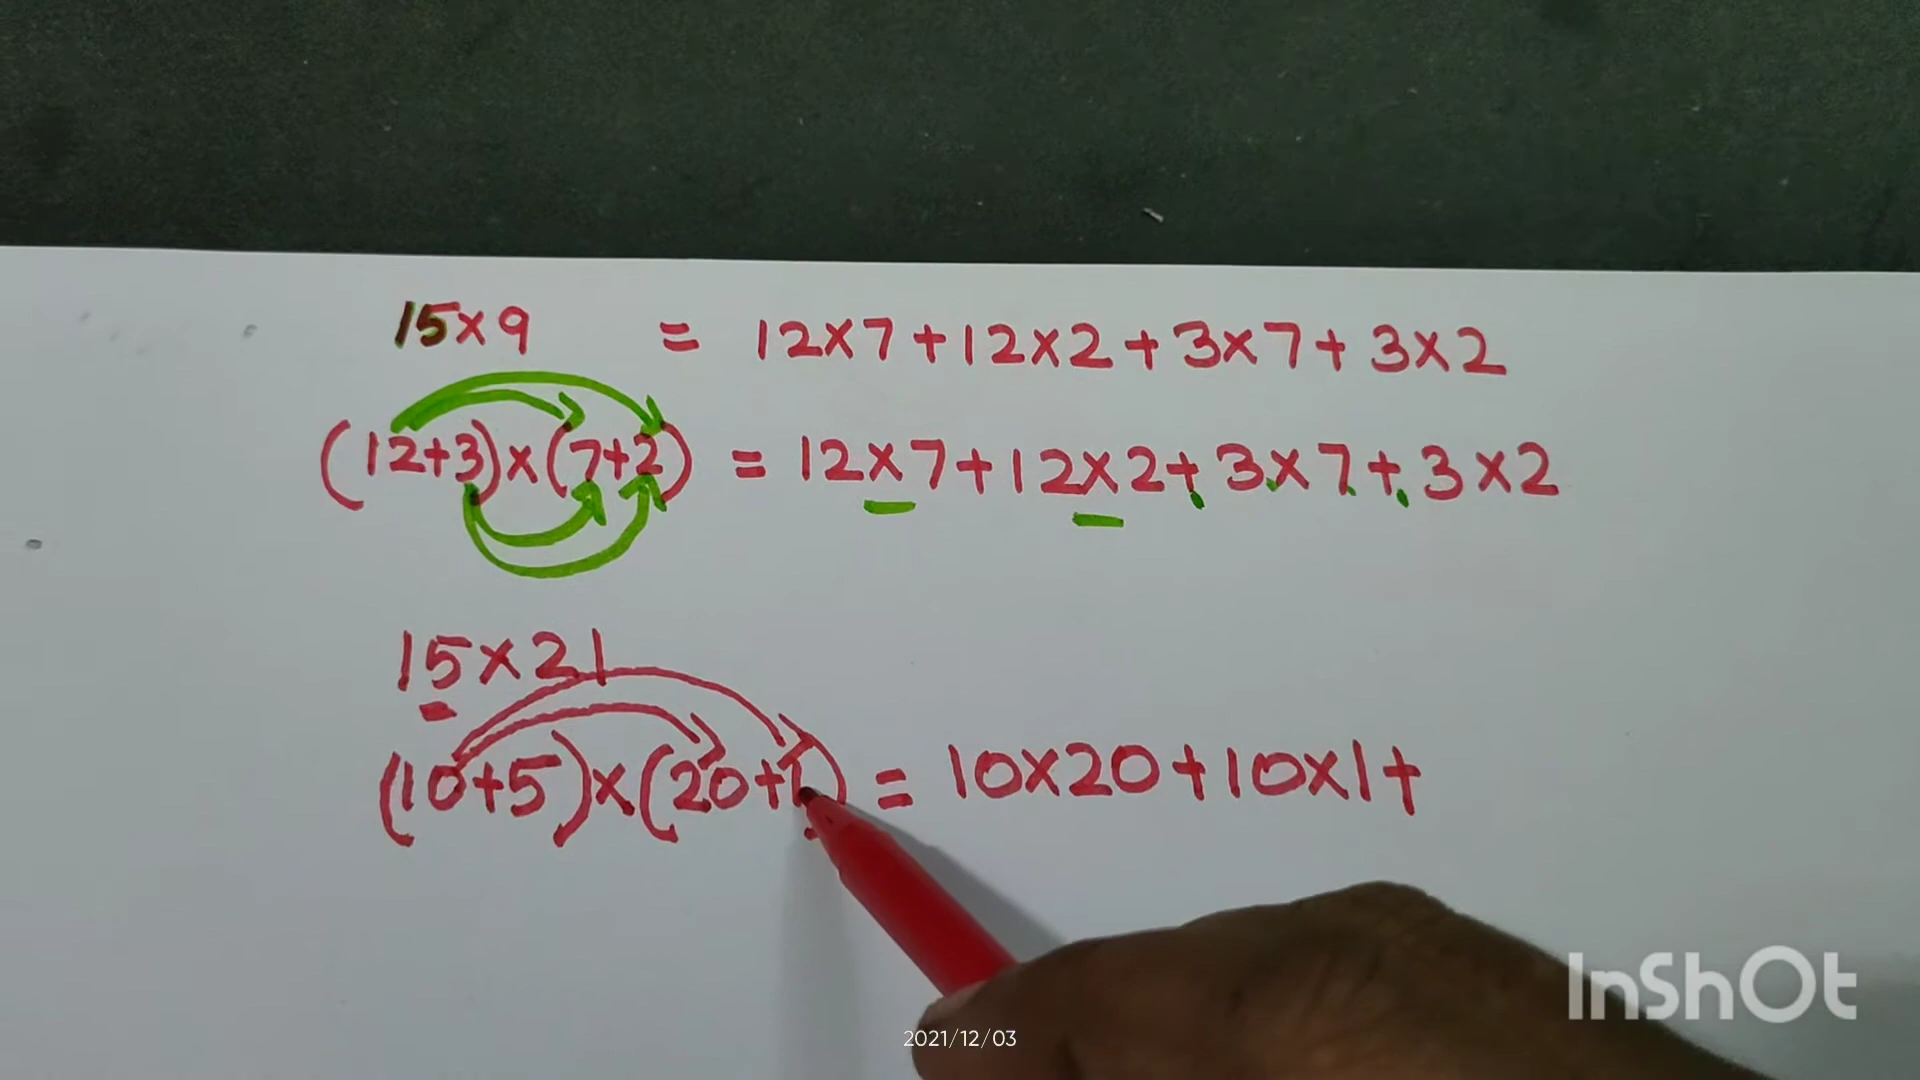 15×9 = 12×7+12×2+3×7+3×2
(12+3)×(7+2) = 12×7+12×2+3×7+3×2
15×21
(10+5)×(20+1) = 10×20+10×1+
InShOt
2021/12/03